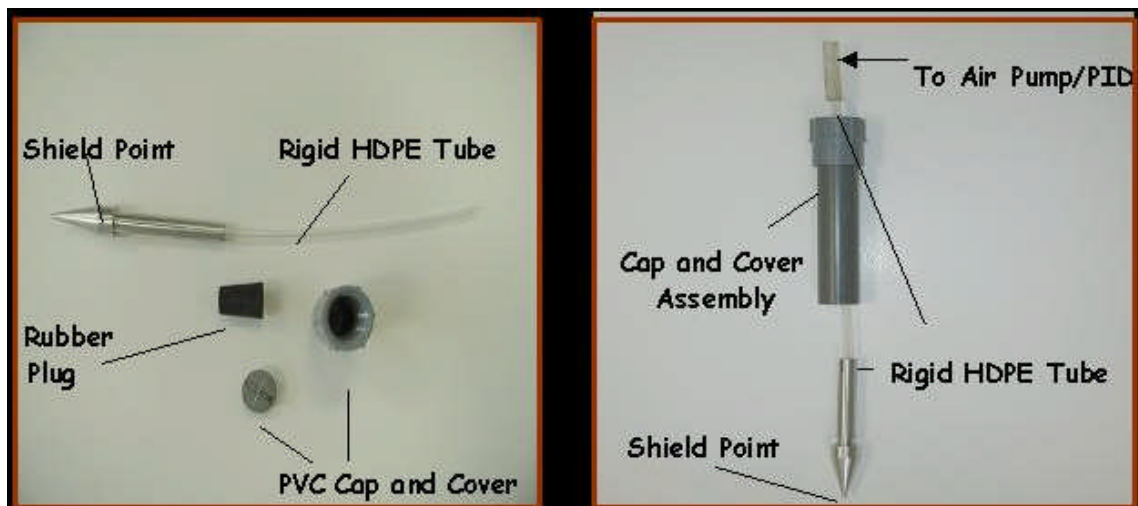 Shield Point
Rigid HDPE Tube
Rubber
Plug
PVC Cap and Cover
To Air Pump/PID
Cap and Cover
Assembly
Rigid HDPE Tube
Shield Point